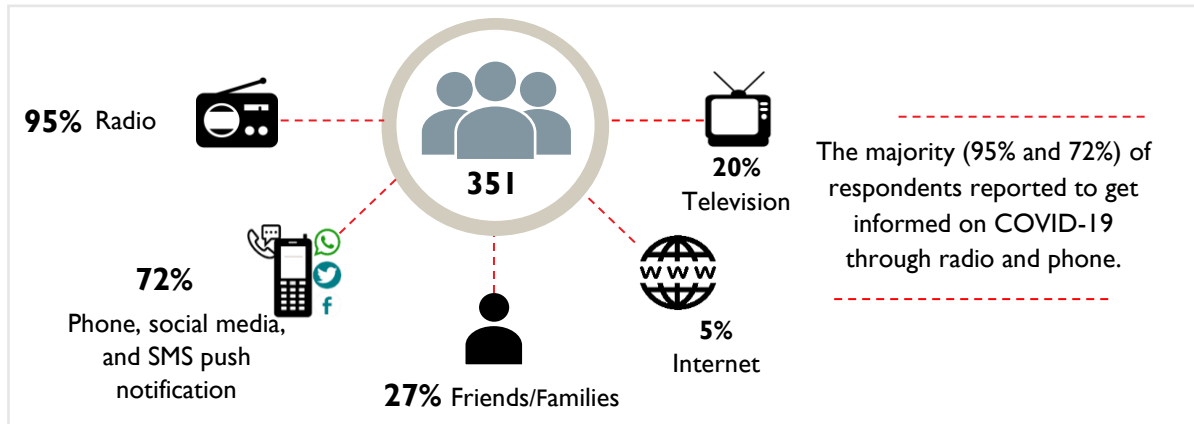 95% Radio
351
20%
Television
72%
Phone, social media,
and SMS push
notification
27% Friends/Families
WWW
5%
Internet
The majority (95% and 72%) of
respondents reported to get
informed on COVID-19
through radio and phone.